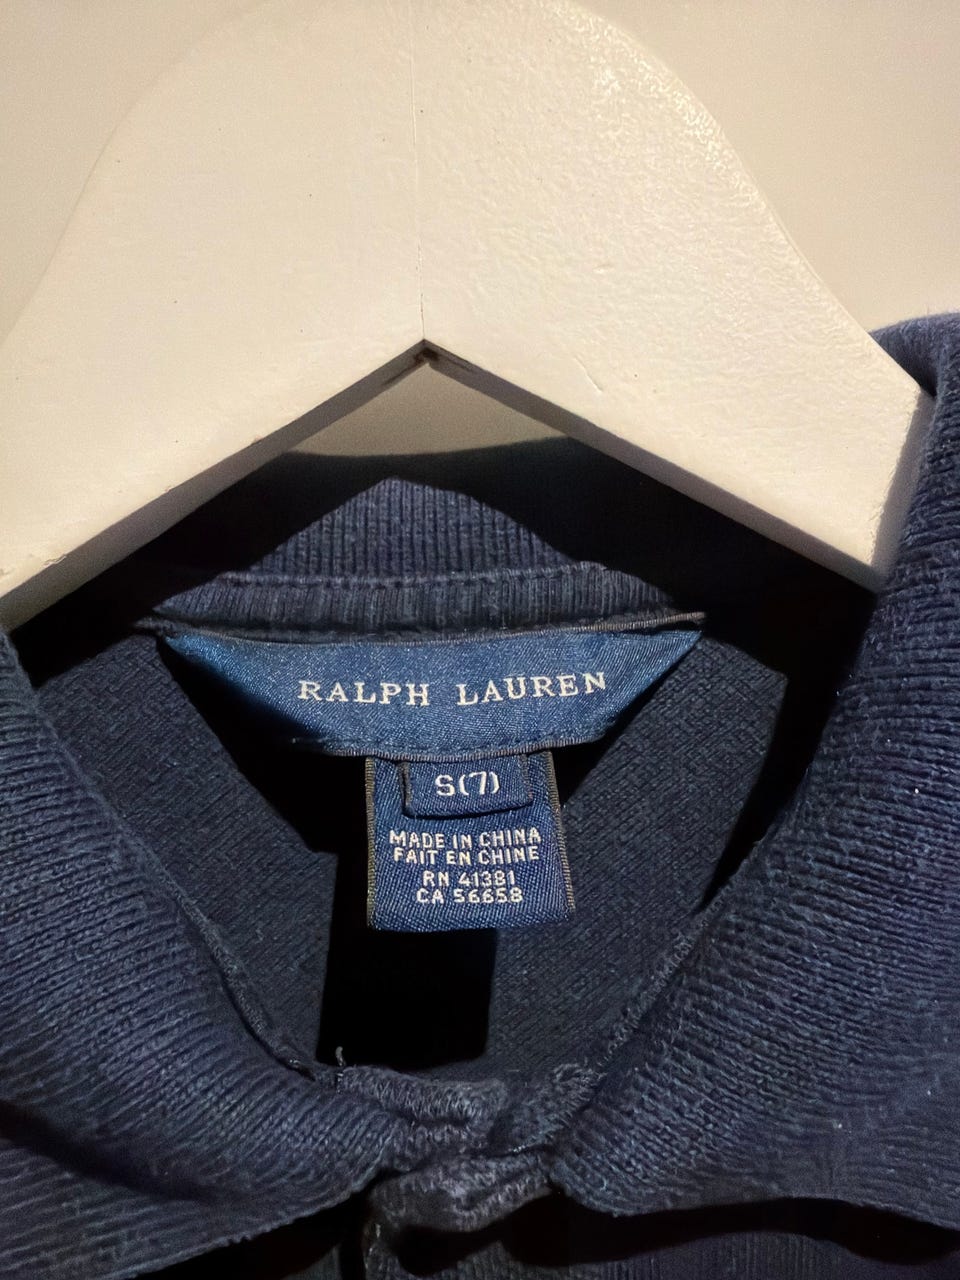 RALPH LAUREN
S(7)
MADE IN CHINA
FAIT EN CHINE
RN 41381
CA 56658